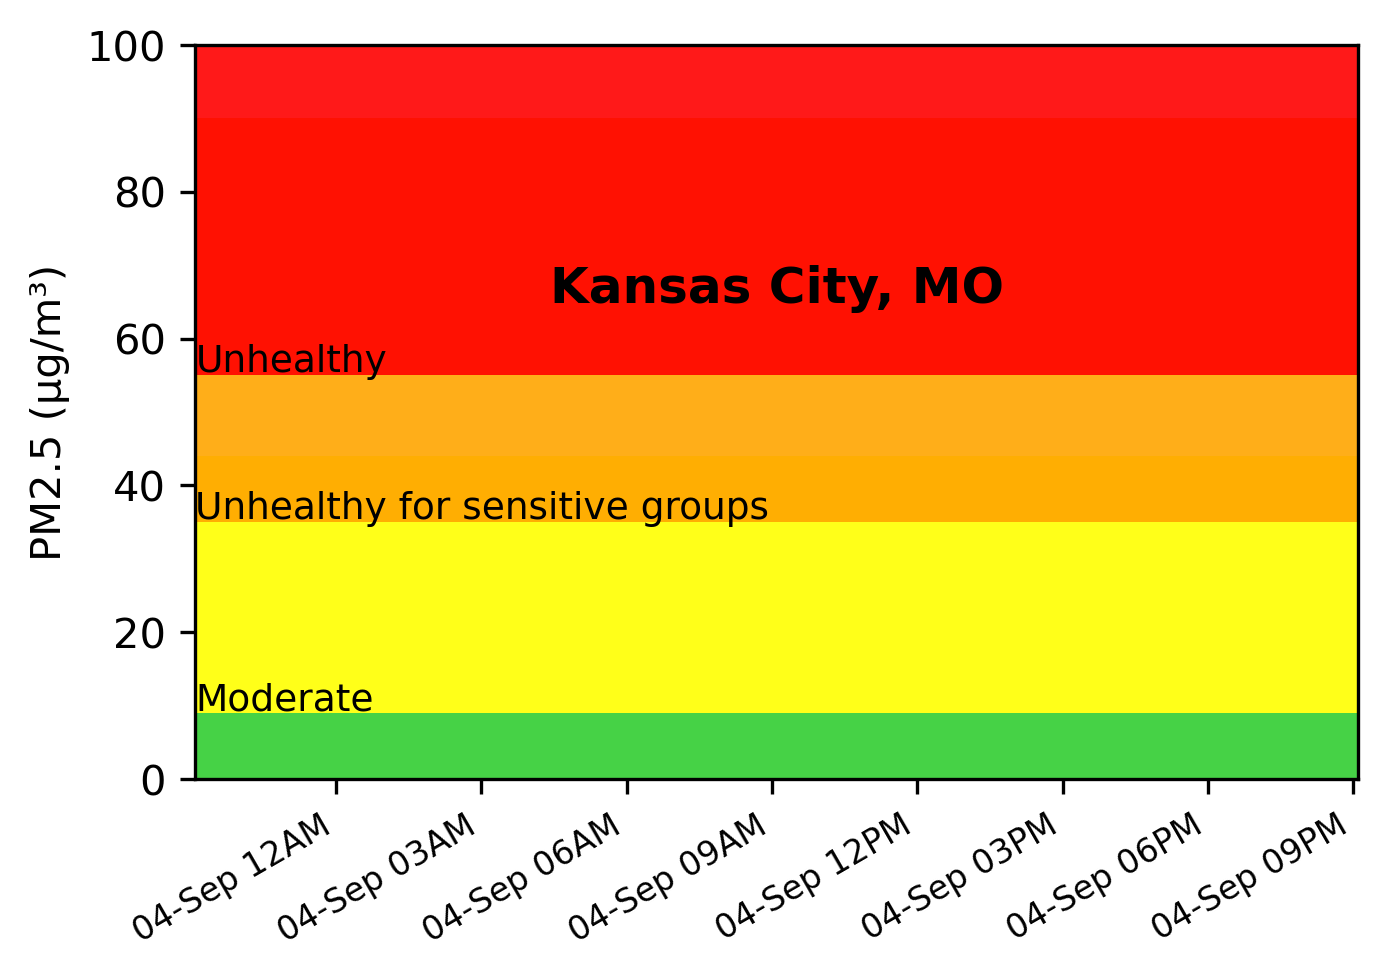 100
80
60
40
20
0
PM2.5 (µg/m³)
Kansas City, MO
Unhealthy
Unhealthy for sensitive groups
Moderate
04-Sep 12AM
04-Sep 03AM
04-Sep 06AM
04-Sep 09AM
04-Sep 12PM
04-Sep 03PM
04-Sep 06PM
04-Sep 09PM